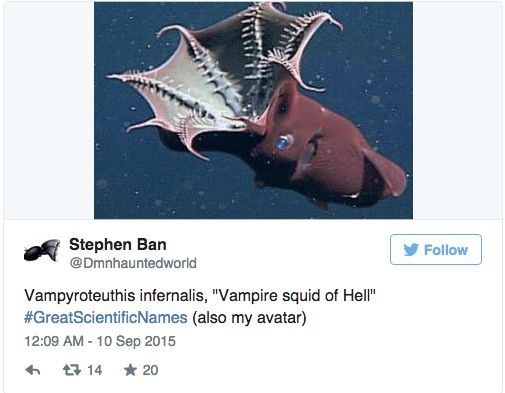 Stephen Ban
@Dmnhauntedworld
Follow
Vampyroteuthis infernalis, "Vampire squid of Hell"
#GreatScientificNames (also my avatar)
12:09 AM - 10 Sep 2015
14 20